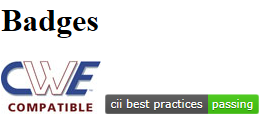 Badges
CWE
COMPATIBLE
cii best practices passing